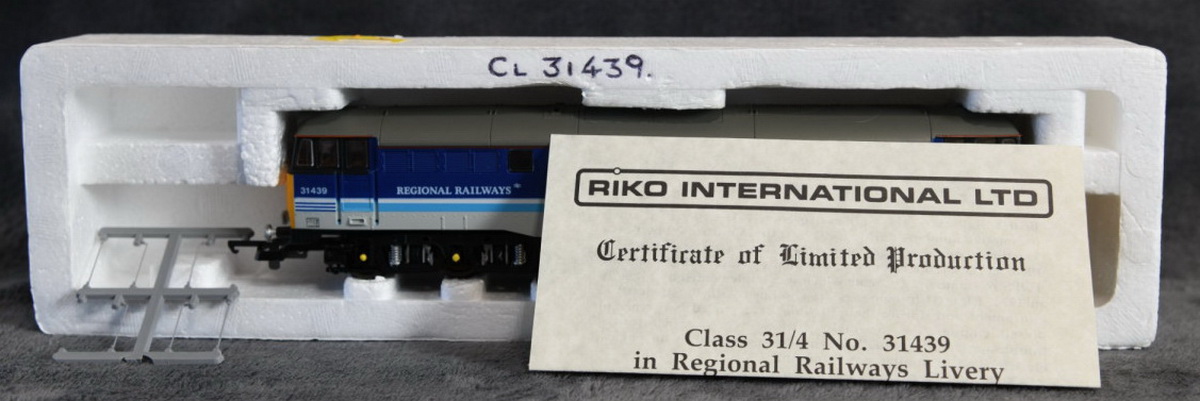 CL 31439.
31439
REGIONAL RAILWAYS
RIKO INTERNATIONAL LTD
Certificate of Limited Production
Class 31/4 No. 31439
in Regional Railways Livery